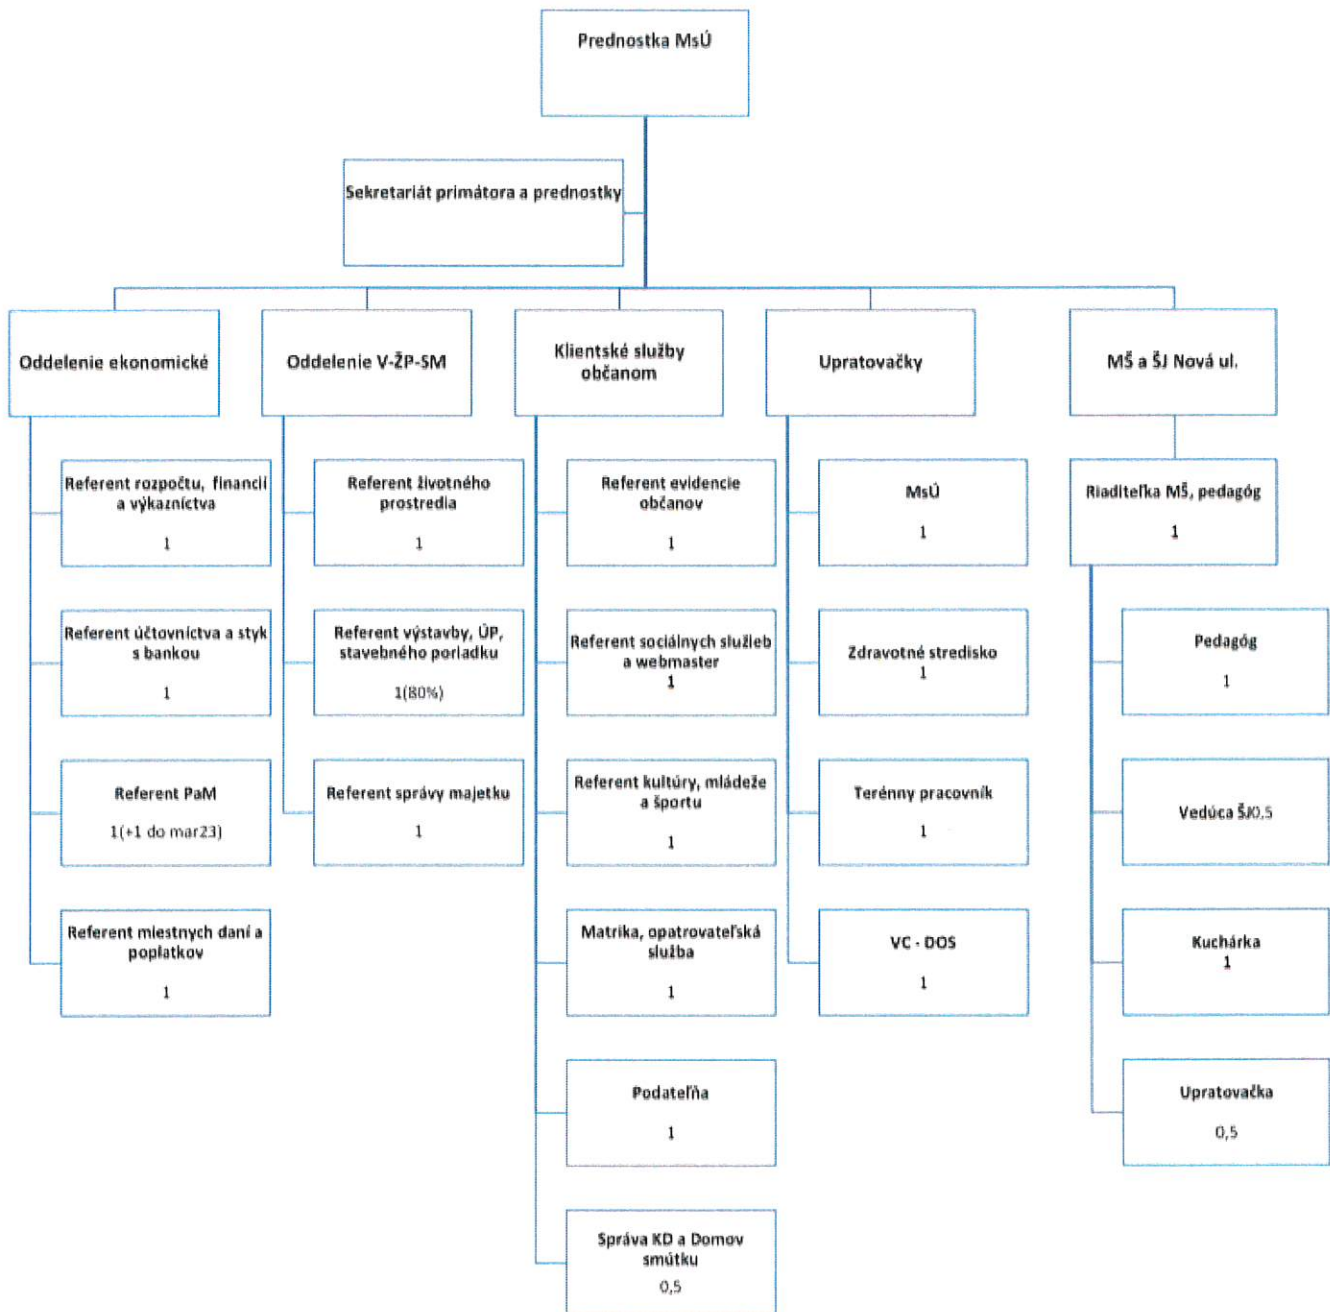 Prednostka MsÚ
Sekretariát primátora a prednostky
Oddelenie ekonomické
Oddelenie V-ŽP-SM
Klientské služby
občanom
Upratovačky
MŠ a ŠJ Nová ul.
Referent rozpočtu, financií
a výkazníctva
1
Referent účtovníctva a styk
s bankou
1
Referent PaM
1(+1 do mar23)
Referent miestnych daní a
poplatkov
1
Referent životného
prostredia
1
Referent výstavby, ÚP,
stavebného poriadku
1(80%)
Referent správy majetku
1
Referent evidencie
občanov
1
Referent sociálnych služieb
a webmaster
1
Referent kultúry, mládeže
a športu
1
Matrika, opatrovateľská
služba
1
Podateľňa
1
Správa KD a Domov
smútku
0,5
MsÚ
1
Zdravotné stredisko
1
Terénny pracovník
1
VC - DOS
1
Riaditeľka MŠ, pedagóg
1
Pedagóg
1
Vedúca ŠJ0,5
Kuchárka
1
Upratovačka
0,5